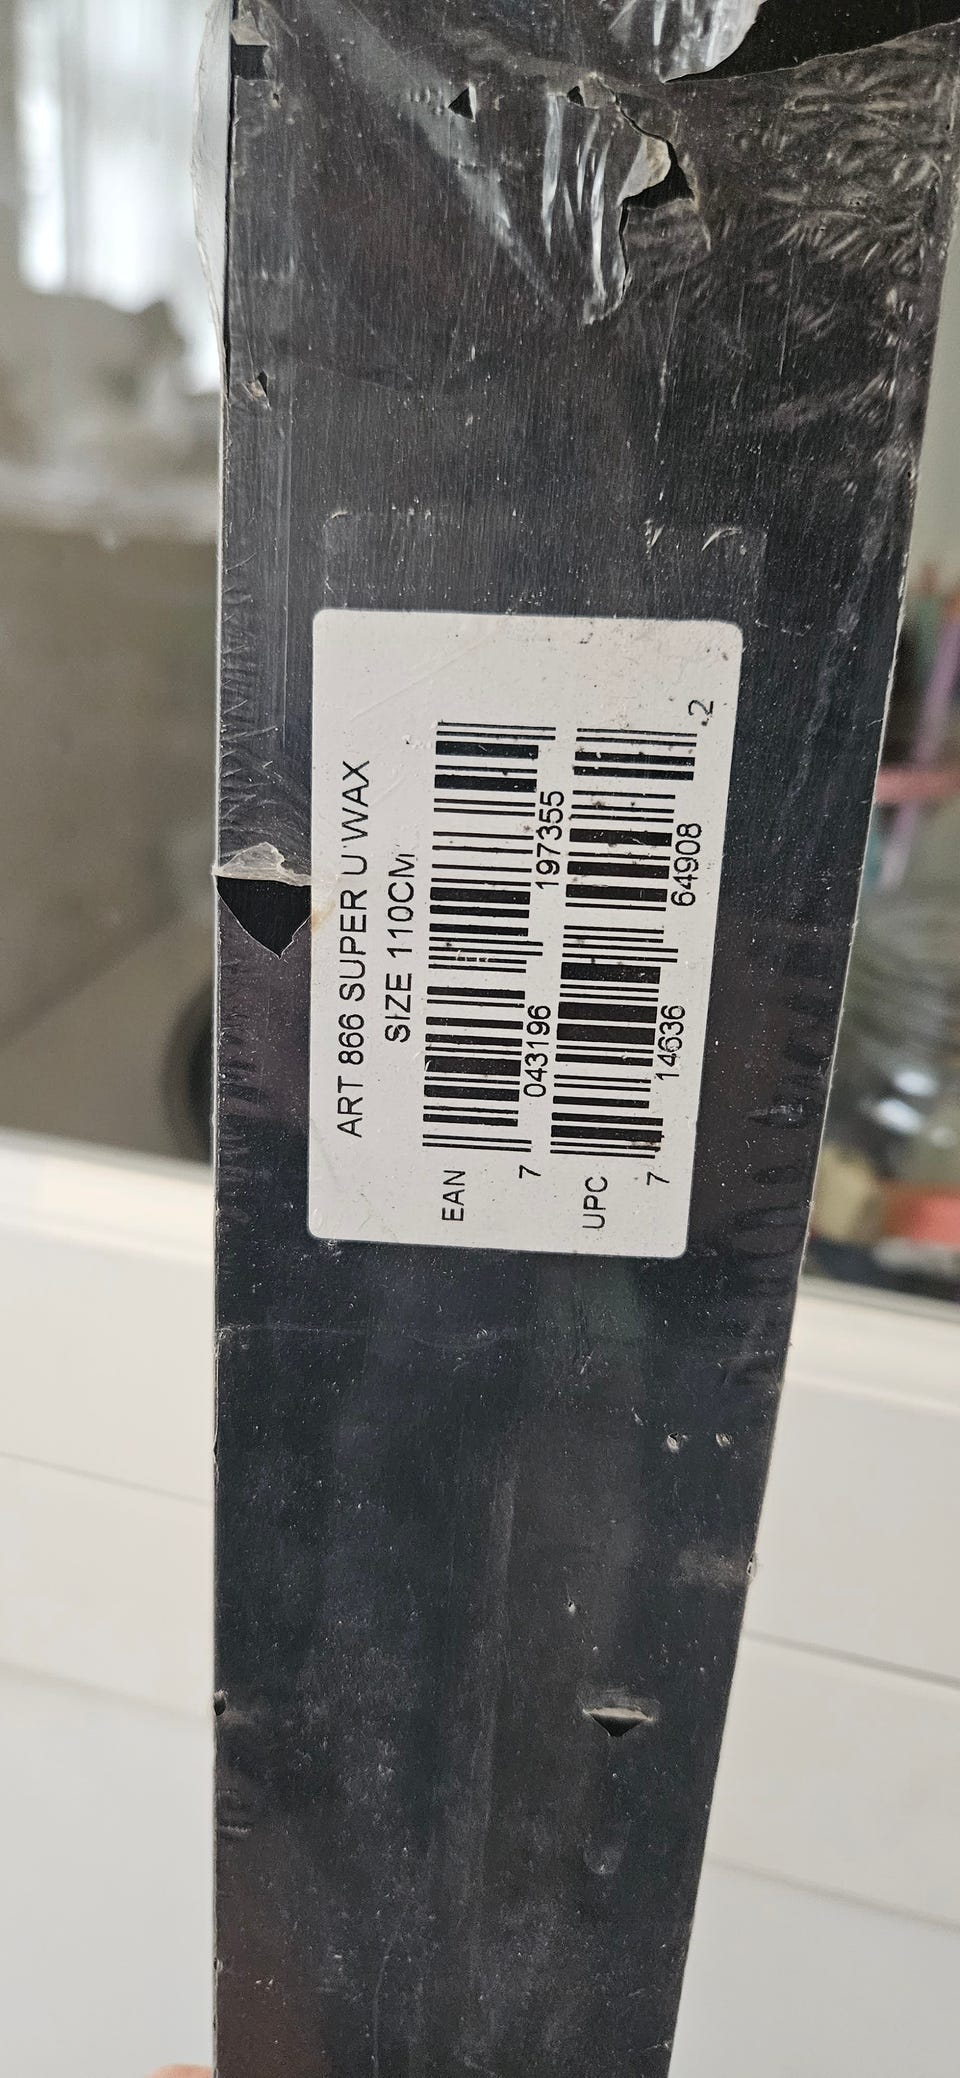 ART 866 SUPER U WAX
SIZE 110CM
EAN
7 043196 197355
UPC
7 14636 64908 2